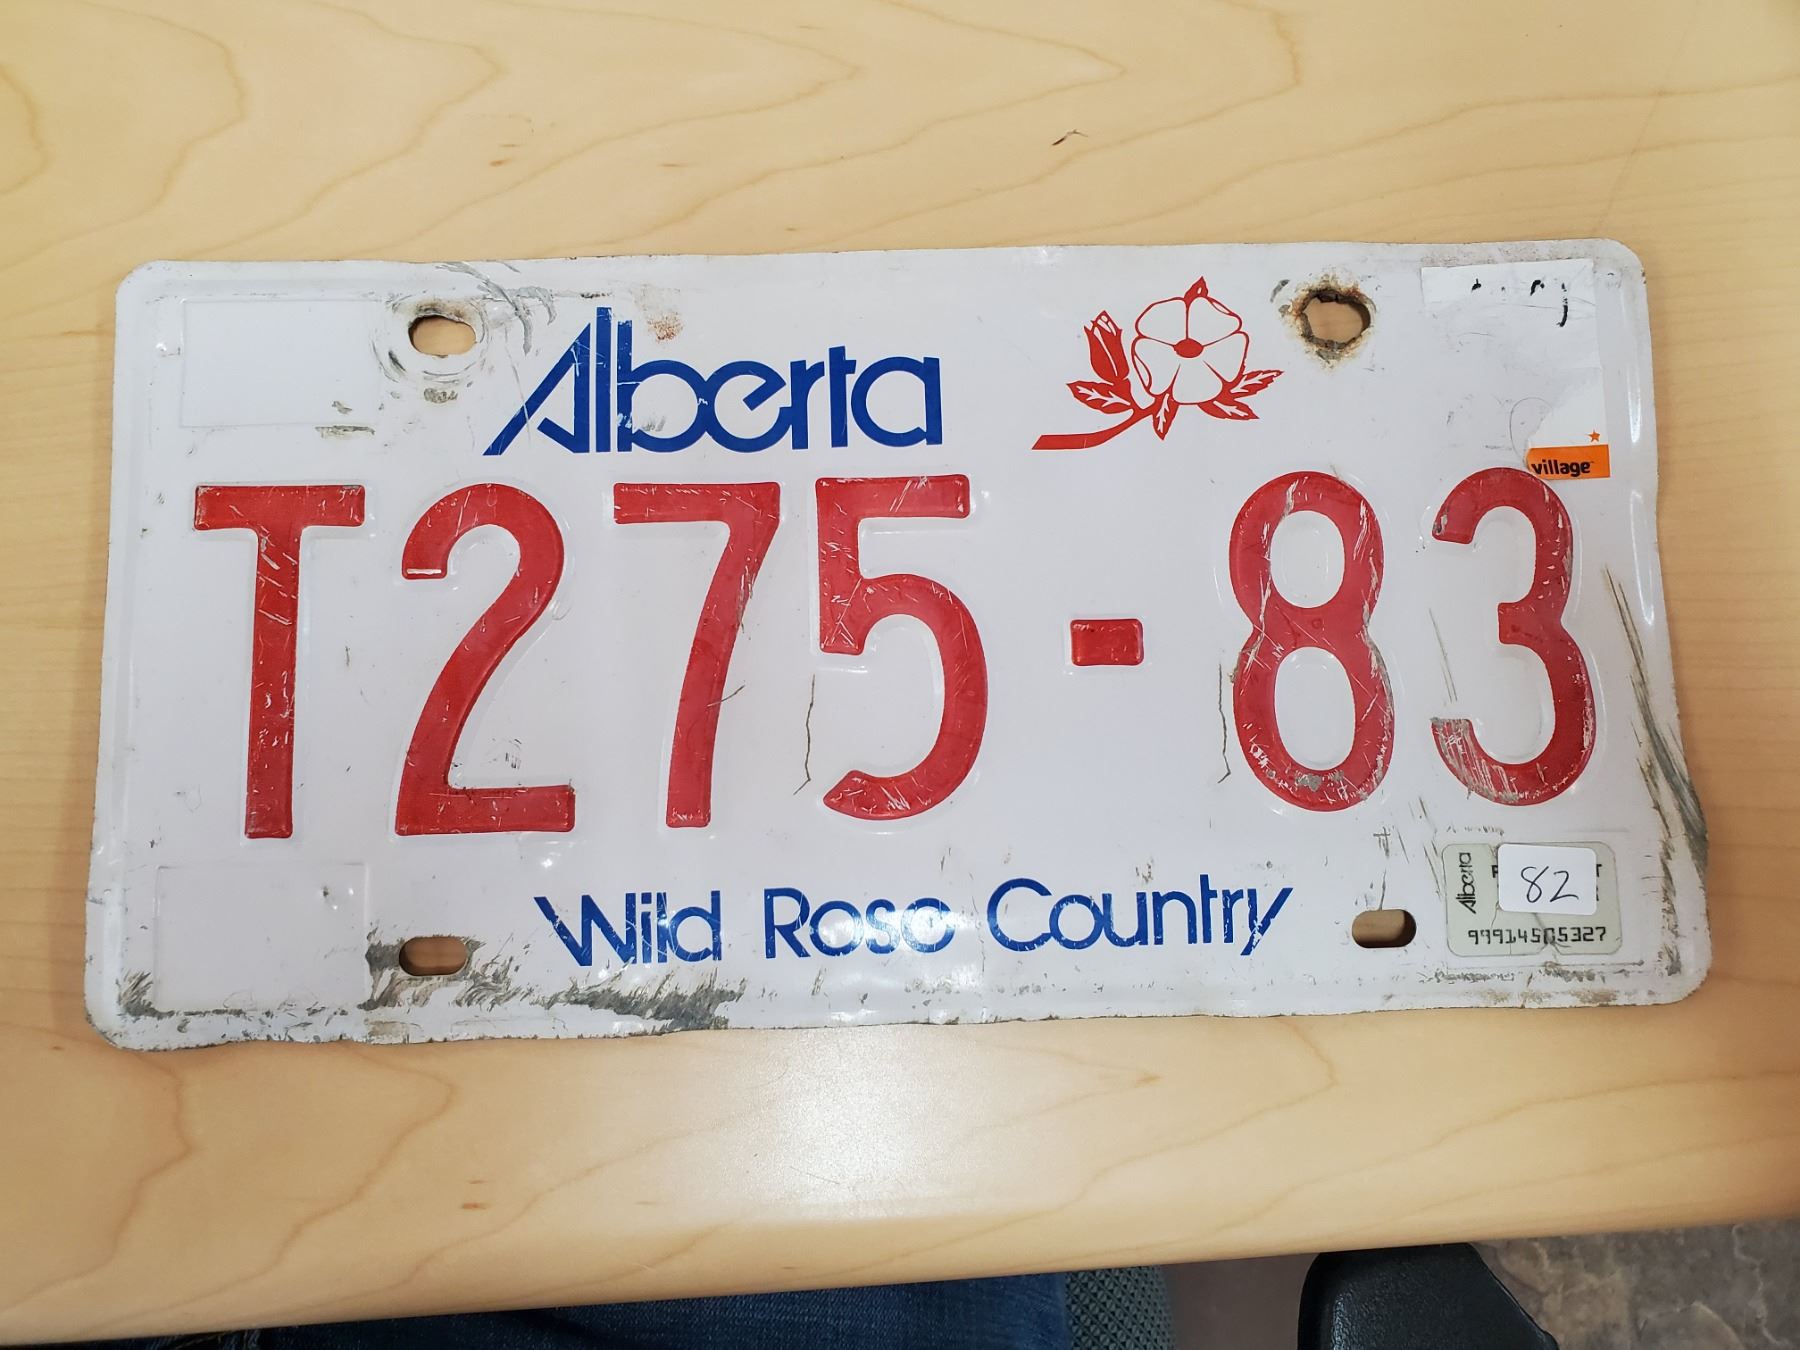 Alberta
village
T275-83
Wild Rose Country
Alberta
82
99914505327